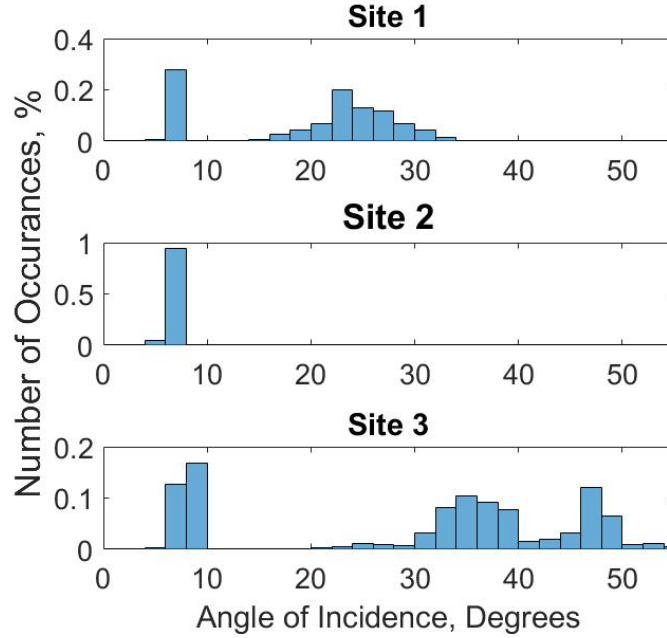 Site 1
0.4
0.2
0
0 10 20 30 40 50
Site 2
1
0.5
0
0 10 20 30 40 50
Site 3
0.2
0.1
0
0 10 20 30 40 50
Number of Occurances, %
Angle of Incidence, Degrees